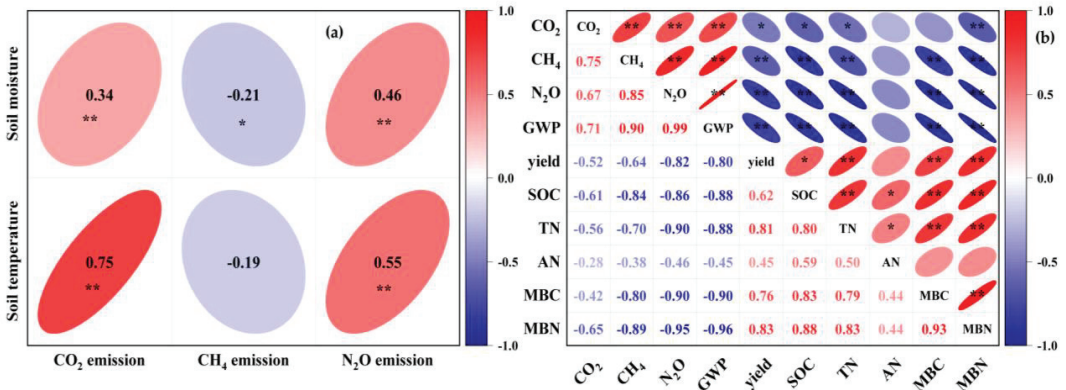 (a)
Soil moisture
0.34
**
-0.21
*
0.46
**
Soil temperature
0.75
**
-0.19
0.55
**
CO₂ emission CH₄ emission N₂O emission
1.0
0.5
0.0
-0.5
-1.0
(b)
CO₂ CO₂ ** ** ** * * * **
CH₄ 0.75 CH₄ ** ** ** ** ** ** **
N₂O 0.67 0.85 N₂O ** ** ** ** ** **
GWP 0.71 0.90 0.99 GWP ** ** ** ** **
yield -0.52 -0.64 -0.82 -0.80 yield * ** ** **
SOC -0.61 -0.84 -0.86 -0.88 0.62 SOC ** * ** **
TN -0.56 -0.70 -0.90 -0.88 0.81 0.80 TN * ** **
AN -0.28 -0.38 -0.46 -0.45 0.45 0.59 0.50 AN
MBC -0.42 -0.80 -0.90 -0.90 0.76 0.83 0.79 0.44 MBC **
MBN -0.65 -0.89 -0.95 -0.96 0.83 0.88 0.83 0.44 0.93 MBN
CO₂ CH₄ N₂O GWP yield SOC TN AN MBC MBN
1.0
0.5
0.0
-0.5
-1.0